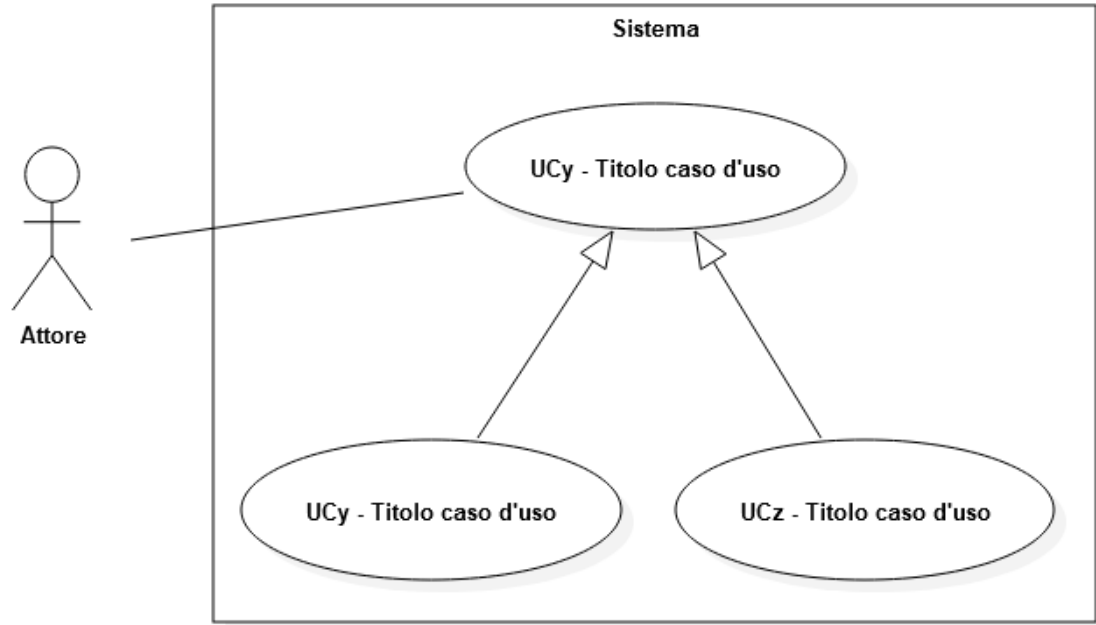 Sistema
UCy - Titolo caso d'uso
Attore
UCy - Titolo caso d'uso
UCz - Titolo caso d'uso